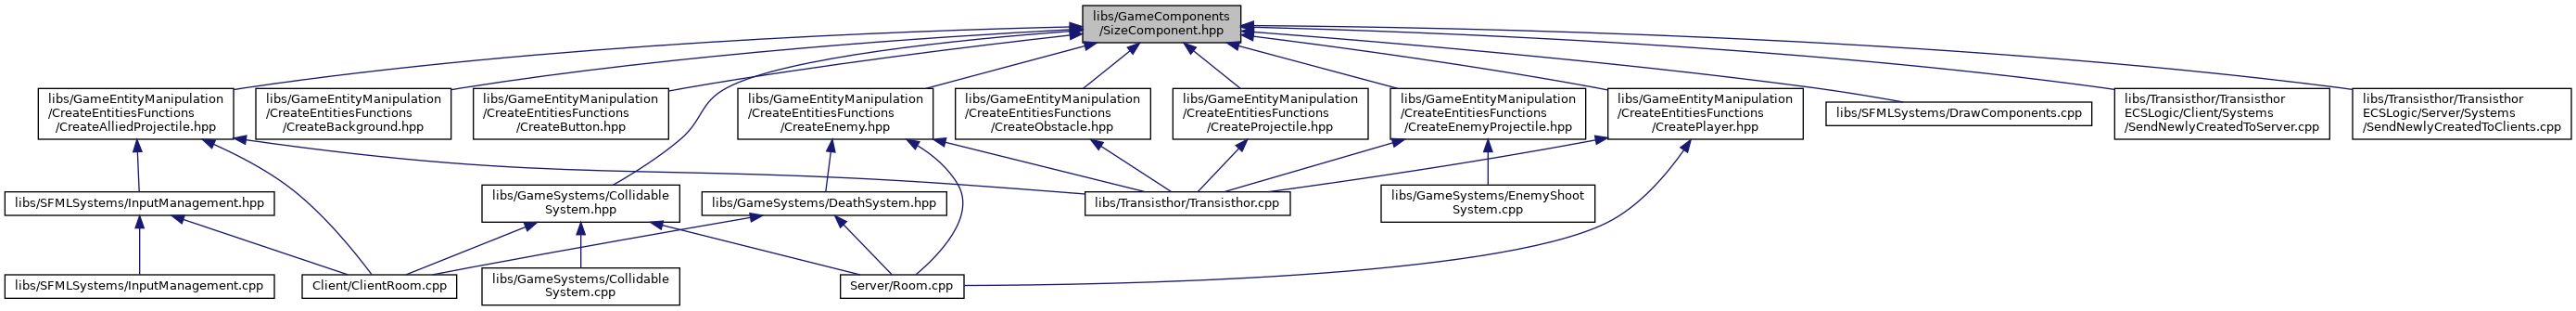 libs/GameComponents
/SizeComponent.hpp
libs/GameEntityManipulation
/CreateEntitiesFunctions
/CreateAlliedProjectile.hpp
libs/GameEntityManipulation
/CreateEntitiesFunctions
/CreateBackground.hpp
libs/GameEntityManipulation
/CreateEntitiesFunctions
/CreateButton.hpp
libs/GameEntityManipulation
/CreateEntitiesFunctions
/CreateEnemy.hpp
libs/GameEntityManipulation
/CreateEntitiesFunctions
/CreateObstacle.hpp
libs/GameEntityManipulation
/CreateEntitiesFunctions
/CreateProjectile.hpp
libs/GameEntityManipulation
/CreateEntitiesFunctions
/CreateEnemyProjectile.hpp
libs/GameEntityManipulation
/CreateEntitiesFunctions
/CreatePlayer.hpp
libs/SFMLSystems/DrawComponents.cpp
libs/Transisthor/Transisthor
ECSLogic/Client/Systems
/SendNewlyCreatedToServer.cpp
libs/Transisthor/Transisthor
ECSLogic/Server/Systems
/SendNewlyCreatedToClients.cpp
libs/SFMLSystems/InputManagement.hpp
libs/GameSystems/Collidable
System.hpp
libs/GameSystems/DeathSystem.hpp
libs/Transisthor/Transisthor.cpp
libs/GameSystems/EnemyShoot
System.cpp
libs/SFMLSystems/InputManagement.cpp
Client/ClientRoom.cpp
libs/GameSystems/Collidable
System.cpp
Server/Room.cpp